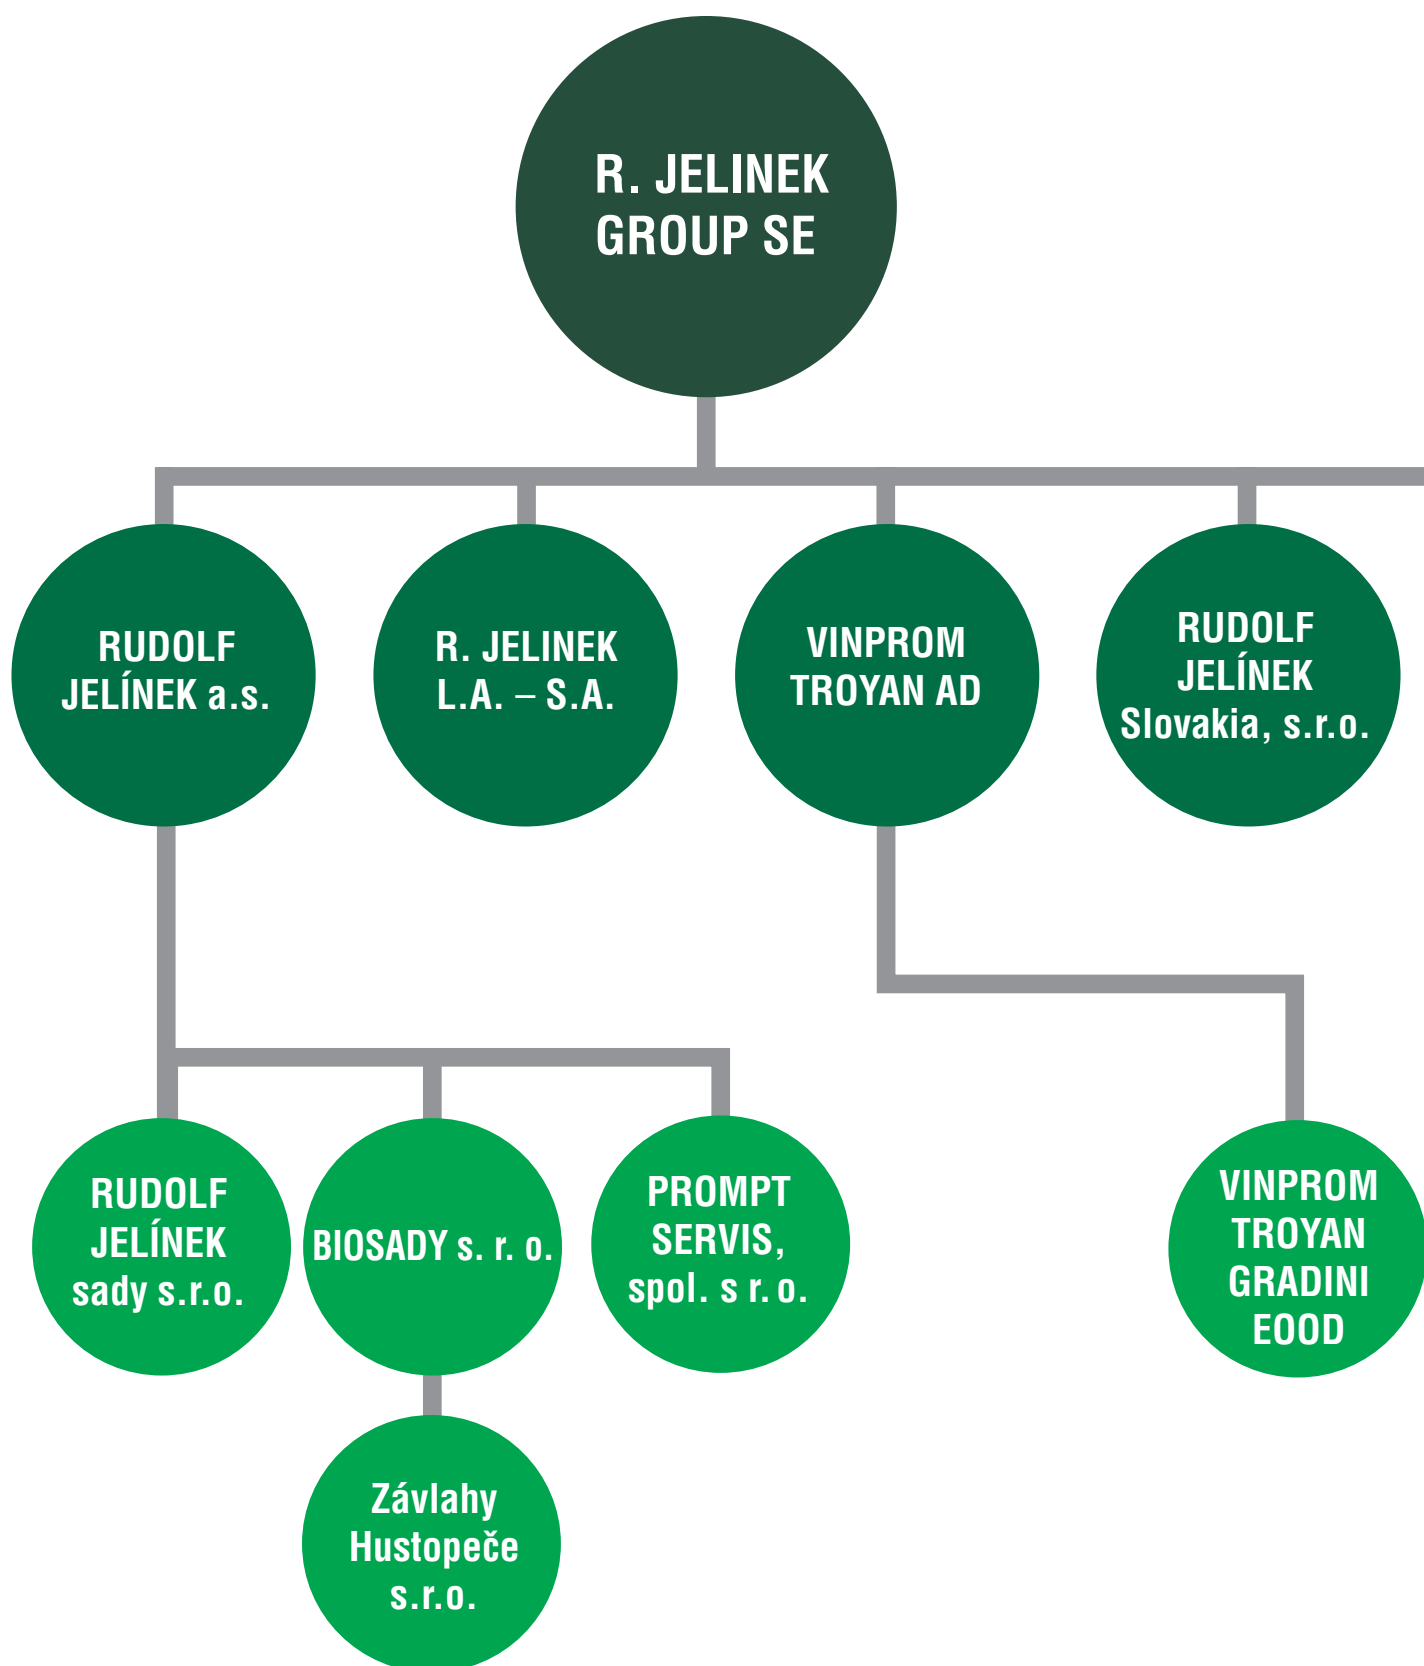 R. JELINEK
GROUP SE
RUDOLF
JELÍNEK a.s.
R. JELINEK
L.A. – S.A.
VINPROM
TROYAN AD
RUDOLF
JELÍNEK
Slovakia, s.r.o.
RUDOLF
JELÍNEK
sady s.r.o.
BIOSADY s. r. o.
PROMPT
SERVIS,
spol. s r. o.
VINPROM
TROYAN
GRADINI
EOOD
Závlahy
Hustopeče
s.r.o.